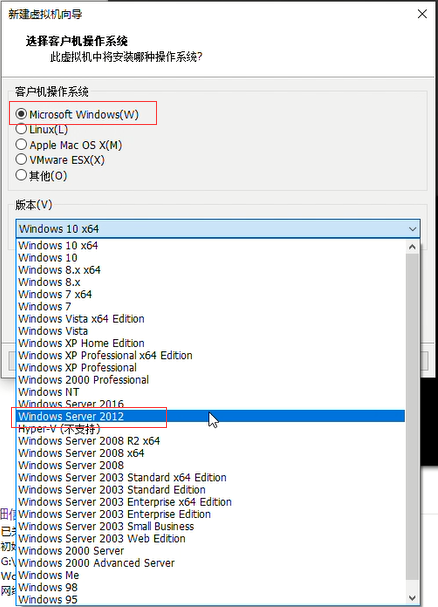 新建虚拟机向导
选择客户机操作系统
此虚拟机中将安装哪种操作系统?
客户机操作系统
Microsoft Windows(W)
Linux(L)
Apple Mac OS X(M)
VMware ESX(X)
其他(O)
版本(V)
Windows 10 x64
Windows 10 x64
Windows 10
Windows 8.x x64
Windows 8.x
Windows 7 x64
Windows 7
Windows Vista x64 Edition
Windows Vista
Windows XP Home Edition
Windows XP Professional x64 Edition
Windows XP Professional
Windows 2000 Professional
Windows NT
Windows Server 2016
Windows Server 2012
Hyper-V (不支持)
Windows Server 2008 R2 x64
Windows Server 2008 x64
Windows Server 2008
Windows Server 2003 Standard x64 Edition
Windows Server 2003 Standard Edition
Windows Server 2003 Enterprise x64 Edition
Windows Server 2003 Enterprise Edition
Windows Server 2003 Small Business
Windows Server 2003 Web Edition
Windows 2000 Server
Windows 2000 Advanced Server
Windows Me
Windows 98
Windows 95
初始
G:\
网络